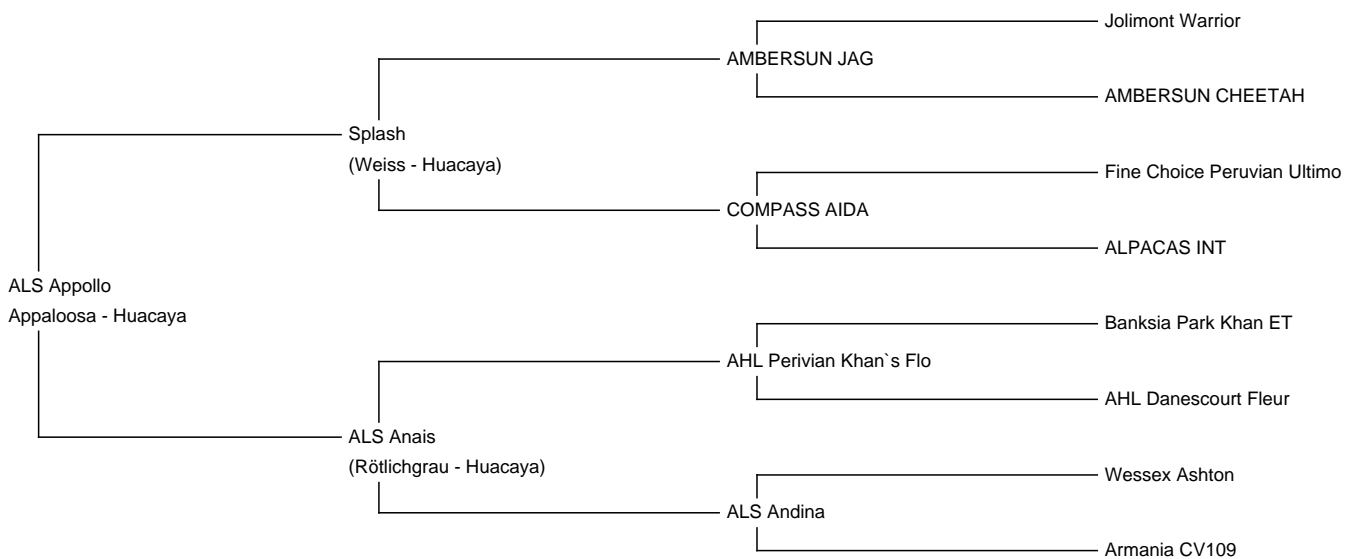 Jolimont Warrior
AMBERSUN JAG
AMBERSUN CHEETAH
Splash
(Weiss - Huacaya)
Fine Choice Peruvian Ultimo
COMPASS AIDA
ALPACAS INT
ALS Appollo
Appaloosa - Huacaya
Banksia Park Khan ET
AHL Perivian Khan`s Flo
AHL Danescourt Fleur
ALS Anais
(Rötlichgrau - Huacaya)
Wessex Ashton
ALS Andina
Armania CV109